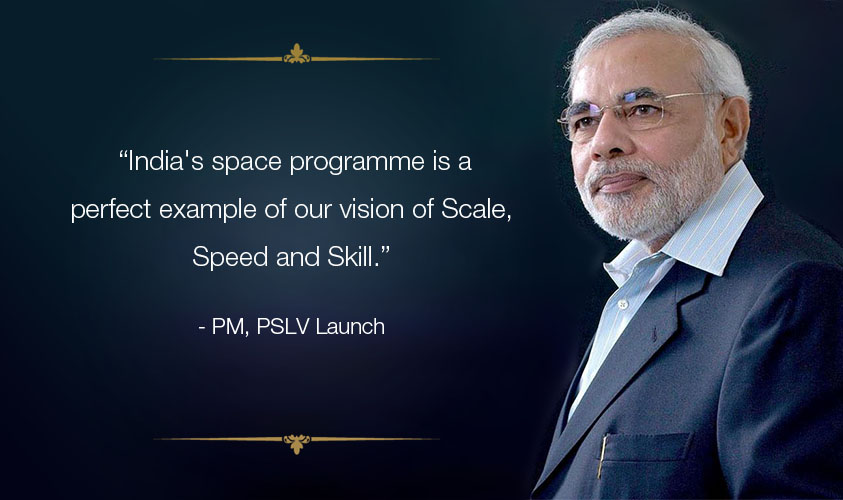 “India's space programme is a
perfect example of our vision of Scale,
Speed and Skill.”
- PM, PSLV Launch